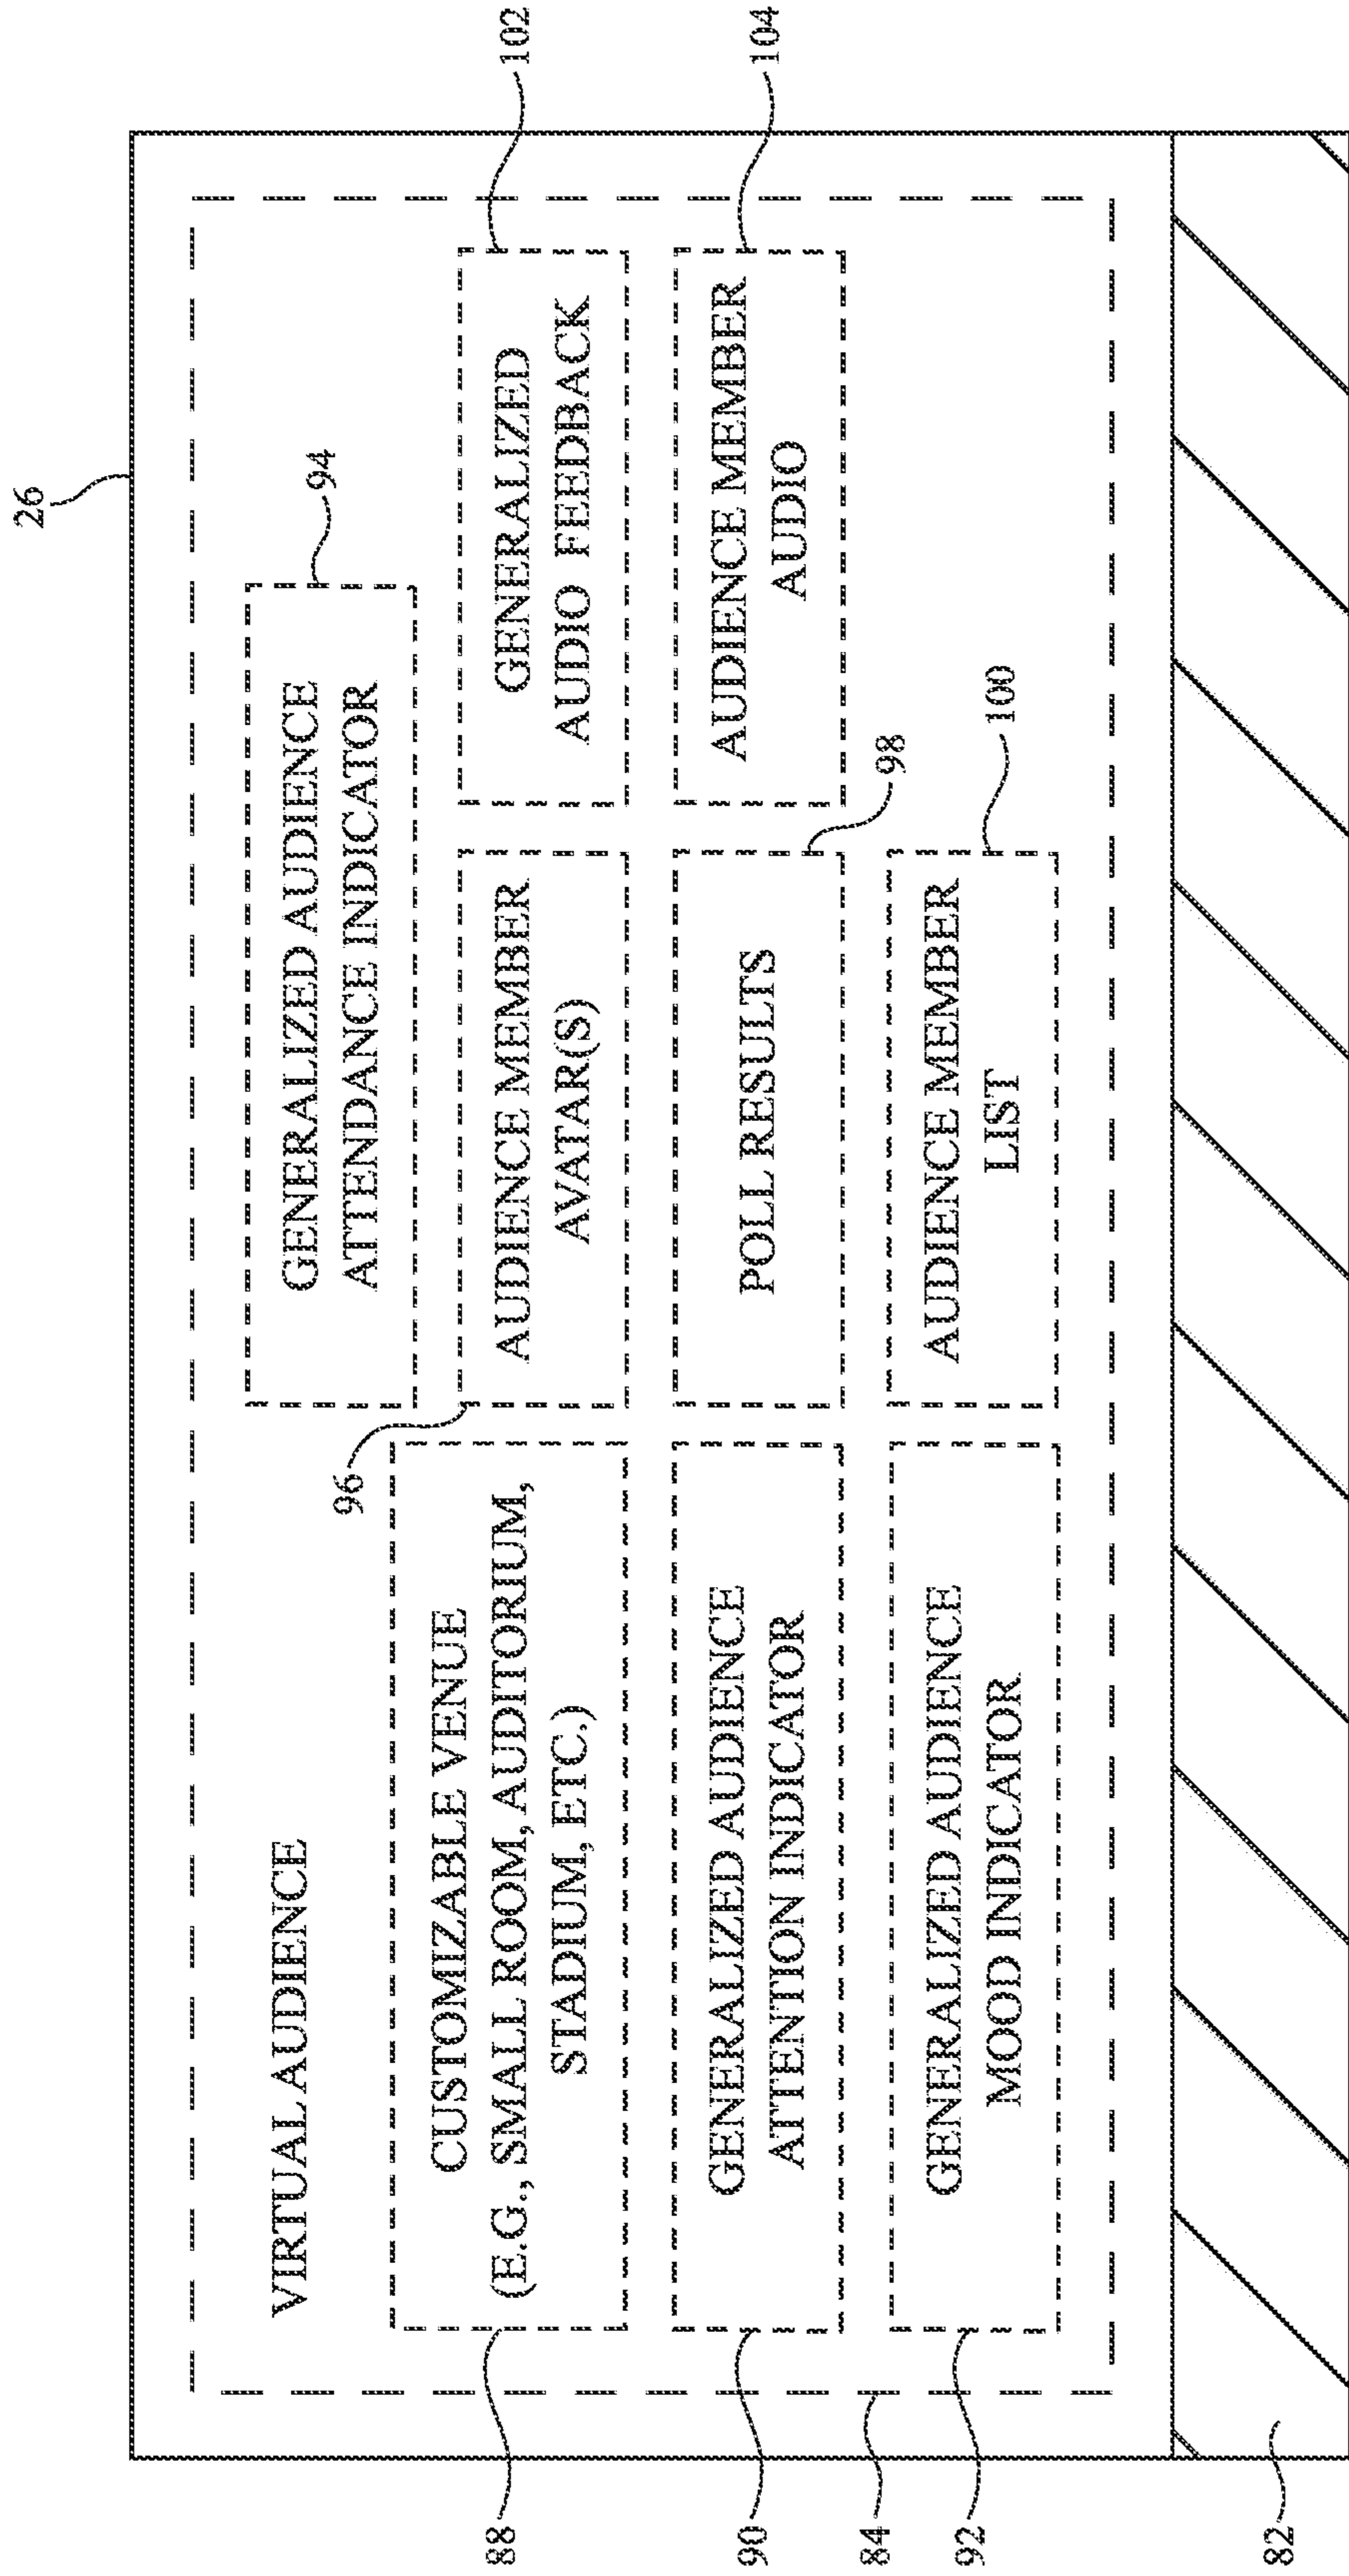 26
VIRTUAL AUDIENCE
GENERALIZED AUDIENCE
ATTENDANCE INDICATOR
94
96
88
CUSTOMIZABLE VENUE
(E.G., SMALL ROOM, AUDITORIUM,
STADIUM, ETC.)
AUDIENCE MEMBER
AVATAR(S)
GENERALIZED
AUDIO FEEDBACK
102
90
GENERALIZED AUDIENCE
ATTENTION INDICATOR
POLL RESULTS
98
AUDIENCE MEMBER
AUDIO
104
84
92
GENERALIZED AUDIENCE
MOOD INDICATOR
AUDIENCE MEMBER
LIST
100
82